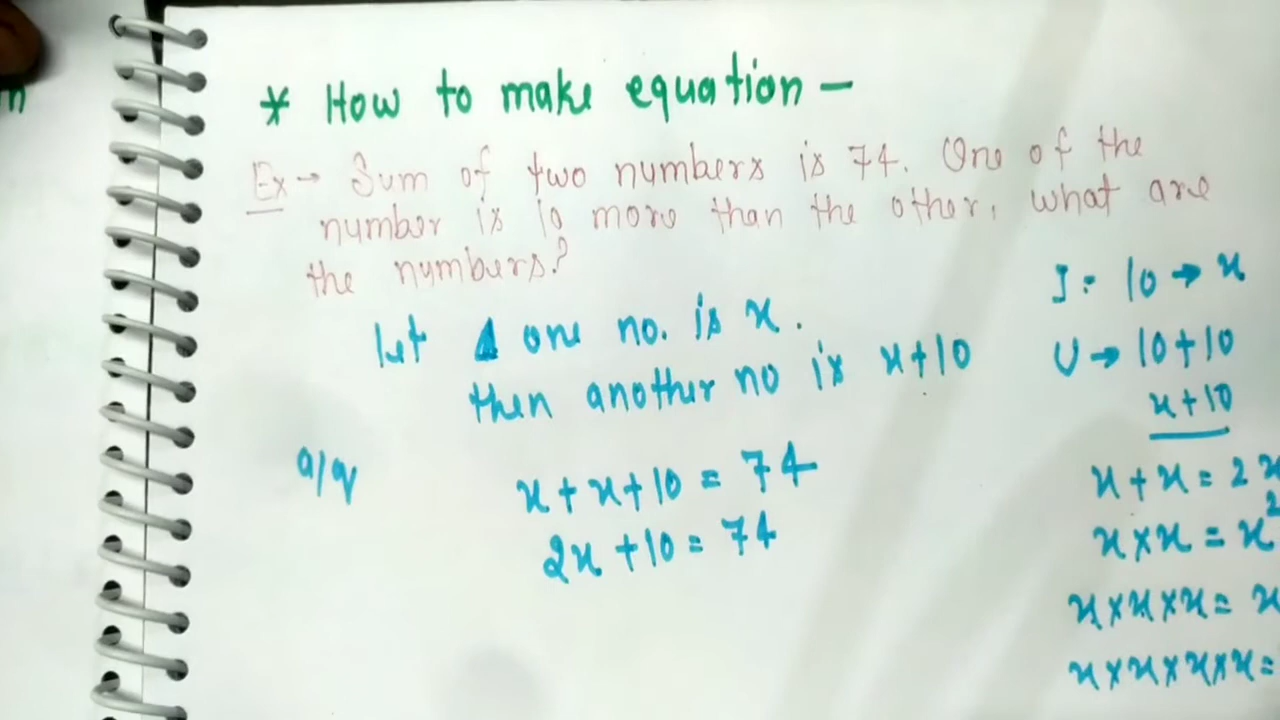 * How to make equation –
Ex → Sum of two numbers is 74. One of the
number is 10 more than the other, what are
the numbers?
let one no. is x.
then another no is x+10
a/q
x + x + 10 = 74
2x + 10 = 74
I : 10 → x
U → 10+10
x+10
x + x = 2x
x × x = x²
x × x × x = x
x × x × x × x =